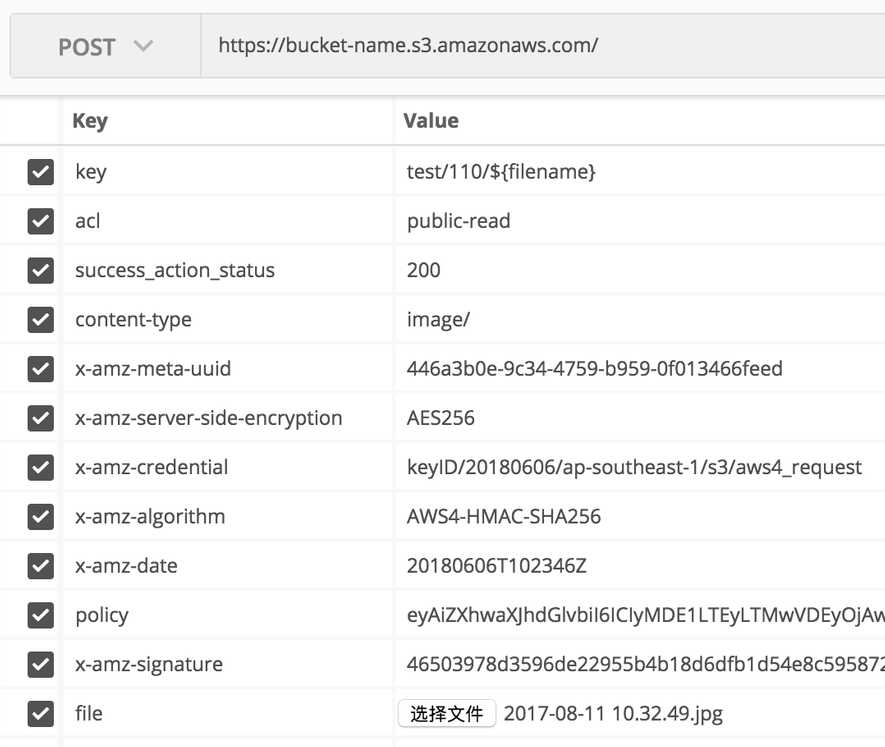 POST https://bucket-name.s3.amazonaws.com/
Key Value
key test/110/${filename}
acl public-read
success_action_status 200
content-type image/
x-amz-meta-uuid 446a3b0e-9c34-4759-b959-0f013466feed
x-amz-server-side-encryption AES256
x-amz-credential keyID/20180606/ap-southeast-1/s3/aws4_request
x-amz-algorithm AWS4-HMAC-SHA256
x-amz-date 20180606T102346Z
policy eyAiZXhwaXJhdGlvbiI6ICIyMDE1LTEyLTMwVDEyOjAw
x-amz-signature 46503978d3596de22955b4b18d6dfb1d54e8c595872
file 选择文件 2017-08-11 10.32.49.jpg